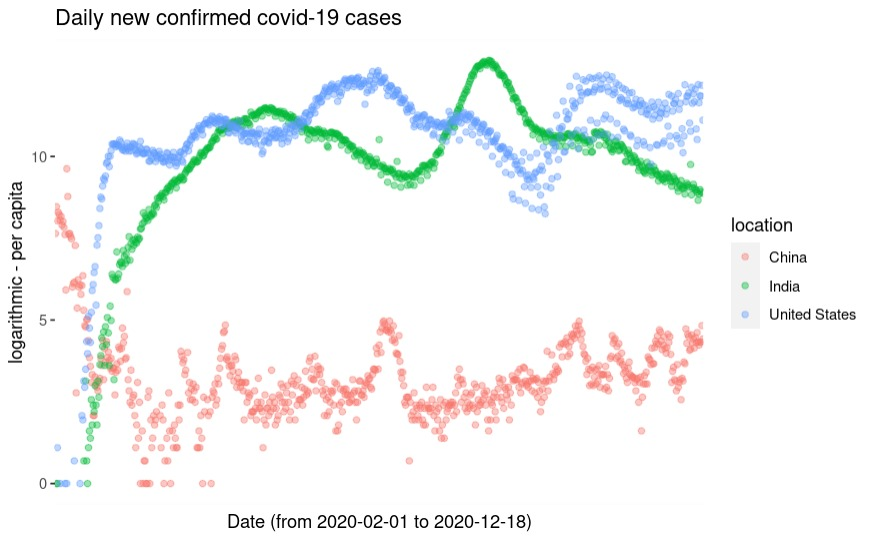 Daily new confirmed covid-19 cases
logarithmic - per capita
10
5
0
Date (from 2020-02-01 to 2020-12-18)
location
China
India
United States